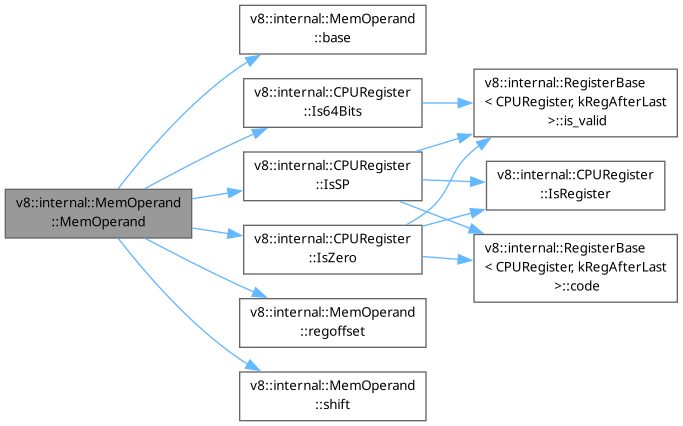 v8::internal::MemOperand
::MemOperand
v8::internal::MemOperand
::base
v8::internal::CPURegister
::Is64Bits
v8::internal::CPURegister
::IsSP
v8::internal::CPURegister
::IsZero
v8::internal::MemOperand
::regoffset
v8::internal::MemOperand
::shift
v8::internal::RegisterBase
< CPURegister, kRegAfterLast
>::is_valid
v8::internal::CPURegister
::IsRegister
v8::internal::RegisterBase
< CPURegister, kRegAfterLast
>::code